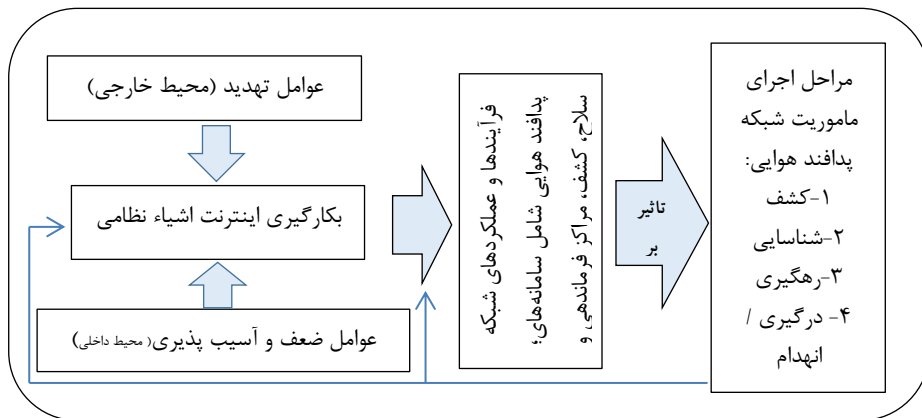 عوامل تهدید (محیط خارجی)
بکارگیری اینترنت اشیاء نظامی
عوامل ضعف و آسیب پذیری( محیط داخلی)
فرآیندها و عملکردهای شبکه
پدافند هوایی شامل سامانه‌های؛
سلاح، کشف، مراکز فرماندهی و
تاثیر
بر
مراحل اجرای
ماموریت شبکه
پدافند هوایی:
۱-کشف
۲-شناسایی
۳-رهگیری
۴- درگیری /
انهدام